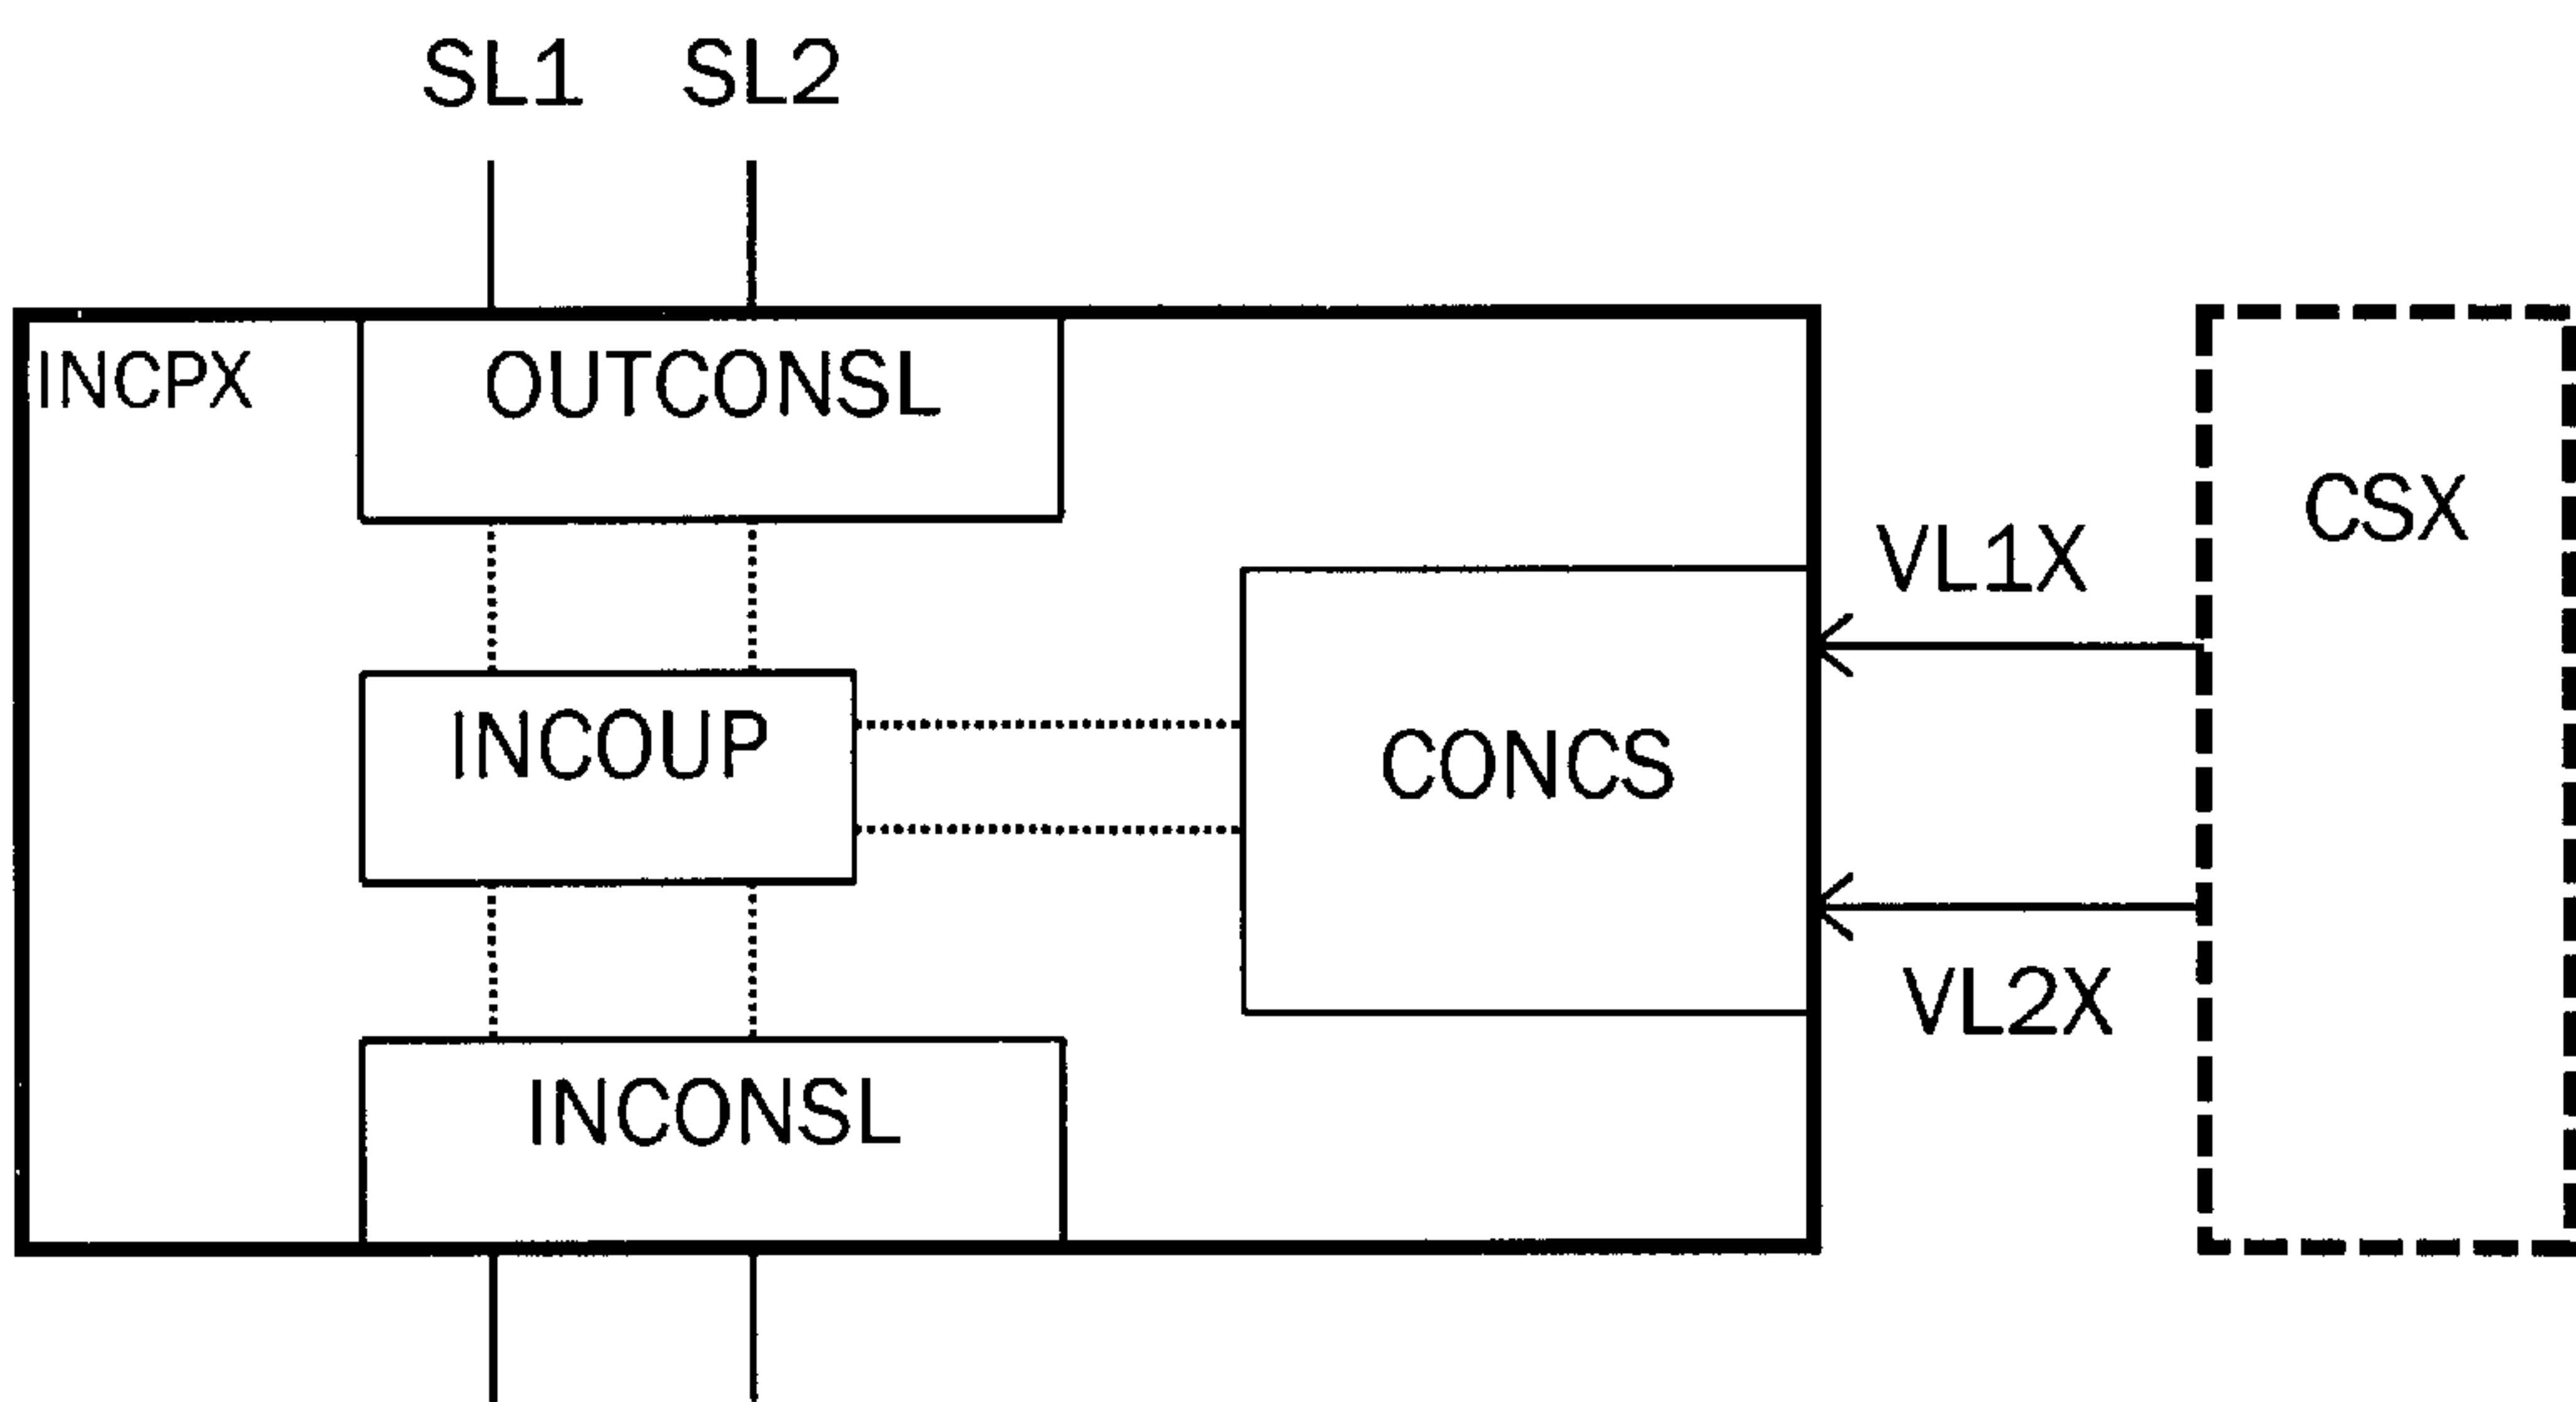 SL1 SL2
INCPX
OUTCONSL
CSX
VL1X
INCOUP
CONCS
VL2X
INCONSL